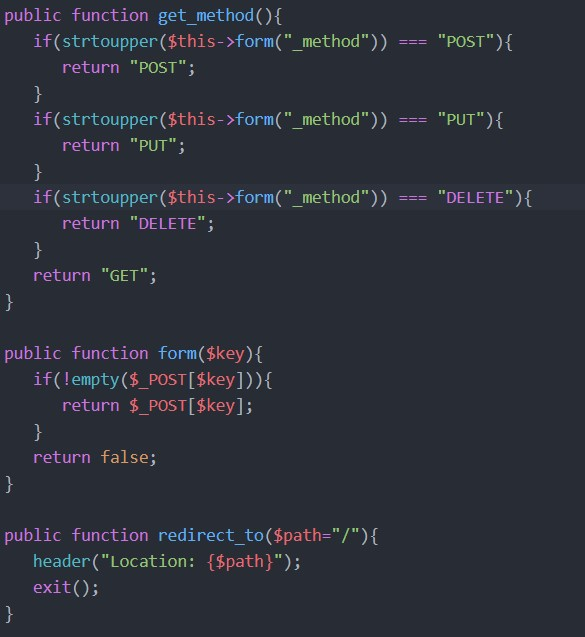 public function get_method(){
if(strtoupper($this->form("_method")) === "POST"){
return "POST";
}
if(strtoupper($this->form("_method")) === "PUT"){
return "PUT";
}
if(strtoupper($this->form("_method")) === "DELETE"){
return "DELETE";
}
return "GET";
}
public function form($key){
if(!empty($_POST[$key])){
return $_POST[$key];
}
return false;
}
public function redirect_to($path="/"){
header("Location: {$path}");
exit();
}